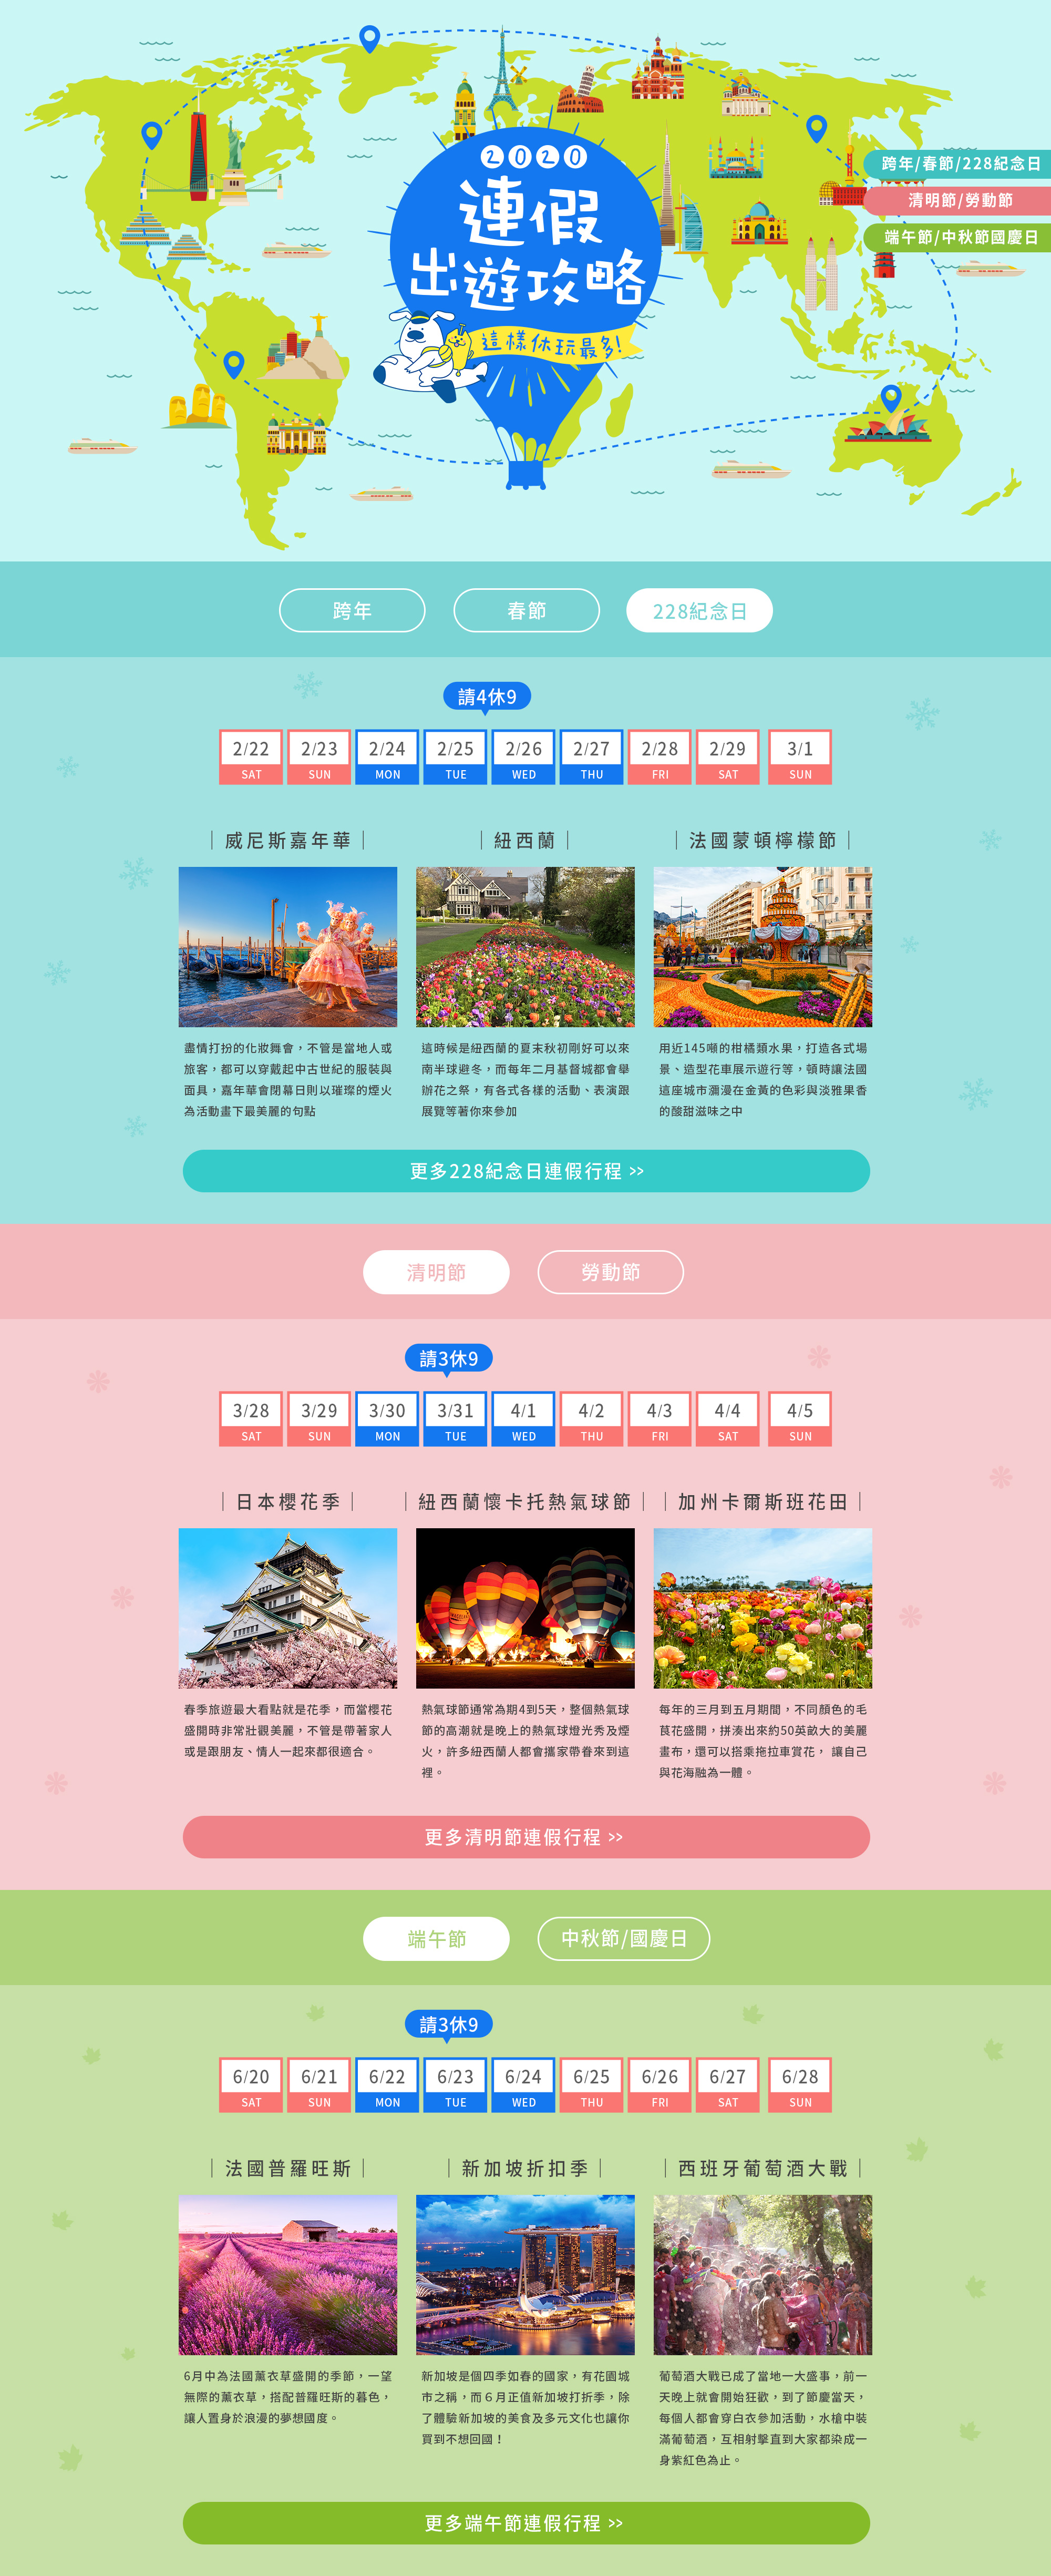 2020
連假
出遊攻略
這樣休玩最多!
跨年/春節/228紀念日
清明節/勞動節
端午節/中秋節國慶日
跨年
春節
228紀念日
請4休9
2/22 2/23 2/24 2/25 2/26 2/27 2/28 2/29 3/1
SAT SUN MON TUE WED THU FRI SAT SUN
威尼斯嘉年華
盡情打扮的化妝舞會，不管是當地人或
旅客，都可以穿戴起中古世紀的服裝與
面具，嘉年華會閉幕日則以璀璨的煙火
為活動畫下最美麗的句點
紐西蘭
這時候是紐西蘭的夏末秋初剛好可以來
南半球避冬，而每年二月基督城都會舉
辦花之祭，有各式各樣的活動、表演跟
展覽等著你來參加
法國蒙頓檸檬節
用近145噸的柑橘類水果，打造各式場
景、造型花車展示遊行等，頓時讓法國
這座城市瀰漫在金黃的色彩與淡雅果香
的酸甜滋味之中
更多228紀念日連假行程 >>
清明節
勞動節
請3休9
3/28 3/29 3/30 3/31 4/1 4/2 4/3 4/4 4/5
SAT SUN MON TUE WED THU FRI SAT SUN
日本櫻花季
春季旅遊最大看點就是花季，而當櫻花
盛開時非常壯觀美麗，不管是帶著家人
或是跟朋友、情人一起來都很適合。
紐西蘭懷卡托熱氣球節
熱氣球節通常為期4到5天，整個熱氣球
節的高潮就是晚上的熱氣球燈光秀及煙
火，許多紐西蘭人都會攜家帶眷來到這
裡。
加州卡爾斯班花田
每年的三月到五月期間，不同顏色的毛
茛花盛開，拼湊出來約50英畝大的美麗
畫布，還可以搭乘拖拉車賞花， 讓自己
與花海融為一體。
更多清明節連假行程 >>
端午節
中秋節/國慶日
請3休9
6/20 6/21 6/22 6/23 6/24 6/25 6/26 6/27 6/28
SAT SUN MON TUE WED THU FRI SAT SUN
法國普羅旺斯
6月中為法國薰衣草盛開的季節，一望
無際的薰衣草，搭配普羅旺斯的暮色，
讓人置身於浪漫的夢想國度。
新加坡折扣季
新加坡是個四季如春的國家，有花園城
市之稱，而６月正值新加坡打折季，除
了體驗新加坡的美食及多元文化也讓你
買到不想回國！
西班牙葡萄酒大戰
葡萄酒大戰已成了當地一大盛事，前一
天晚上就會開始狂歡，到了節慶當天，
每個人都會穿白衣參加活動，水槍中裝
滿葡萄酒，互相射擊直到大家都染成一
身紫紅色為止。
更多端午節連假行程 >>